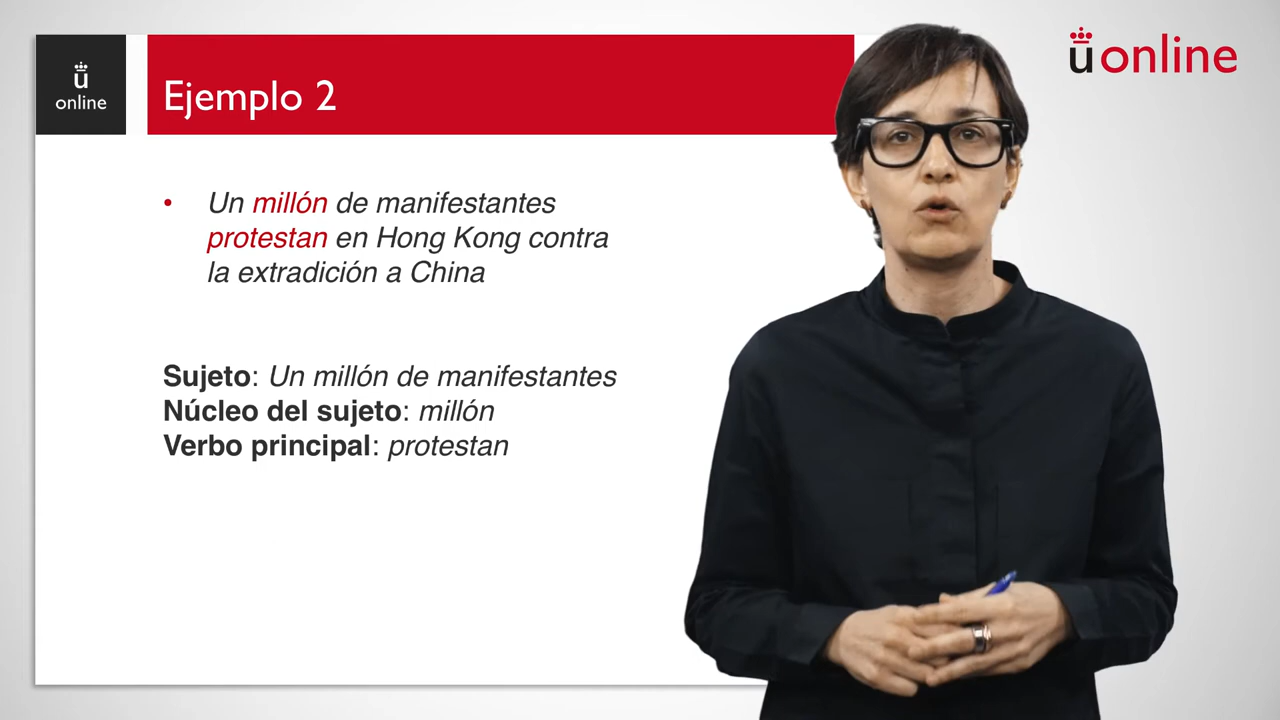 ü
online
Ejemplo 2
üonline
• Un millón de manifestantes
protestan en Hong Kong contra
la extradición a China
Sujeto: Un millón de manifestantes
Núcleo del sujeto: millón
Verbo principal: protestan